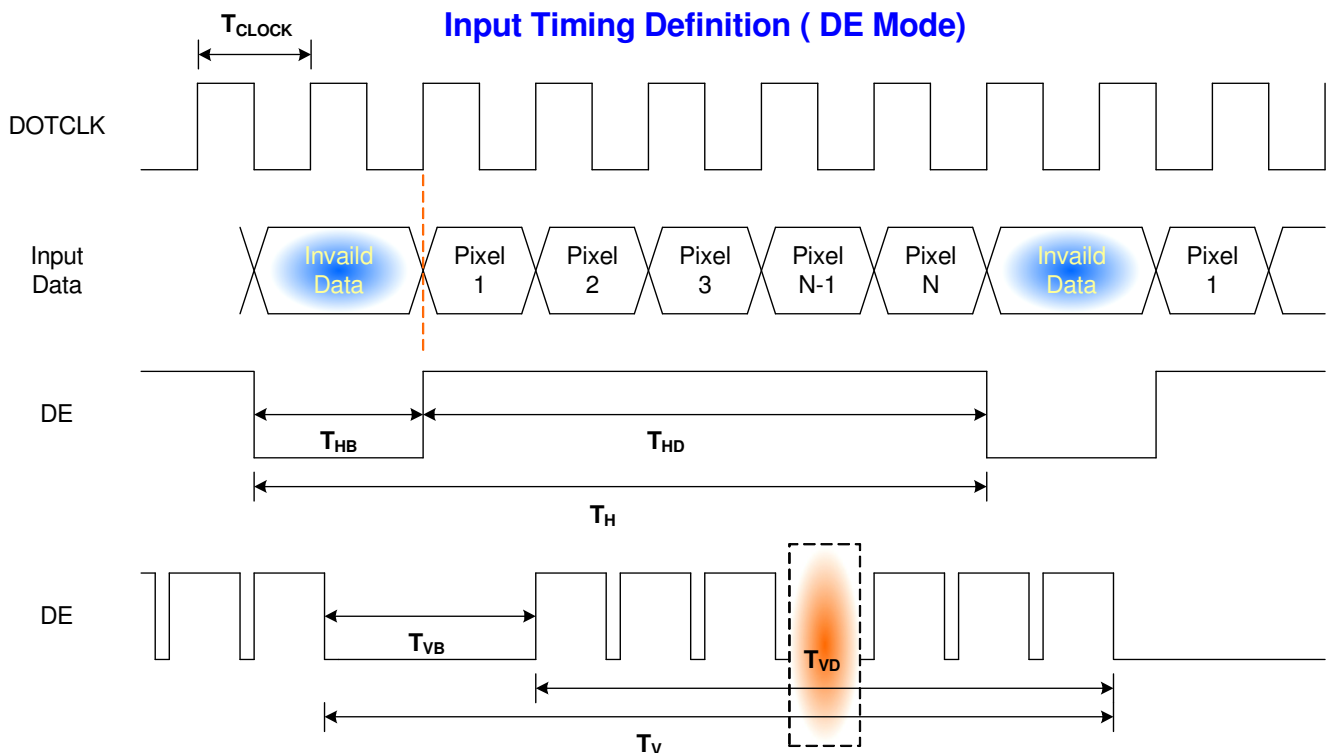 Input Timing Definition ( DE Mode)
TCLOCK
DOTCLK
Input
Data
Invaild
Data
Pixel
1
Pixel
2
Pixel
3
Pixel
N-1
Pixel
N
Invaild
Data
Pixel
1
DE
THB
THD
TH
DE
TVB
TVD
TV